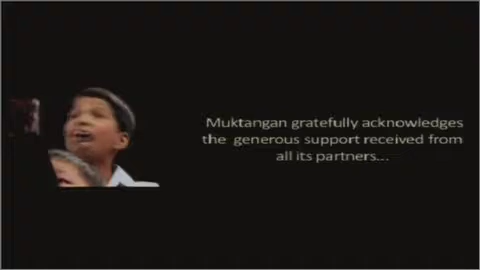 Muktangan gratefully acknowledges
the generous support received from
all its partners...